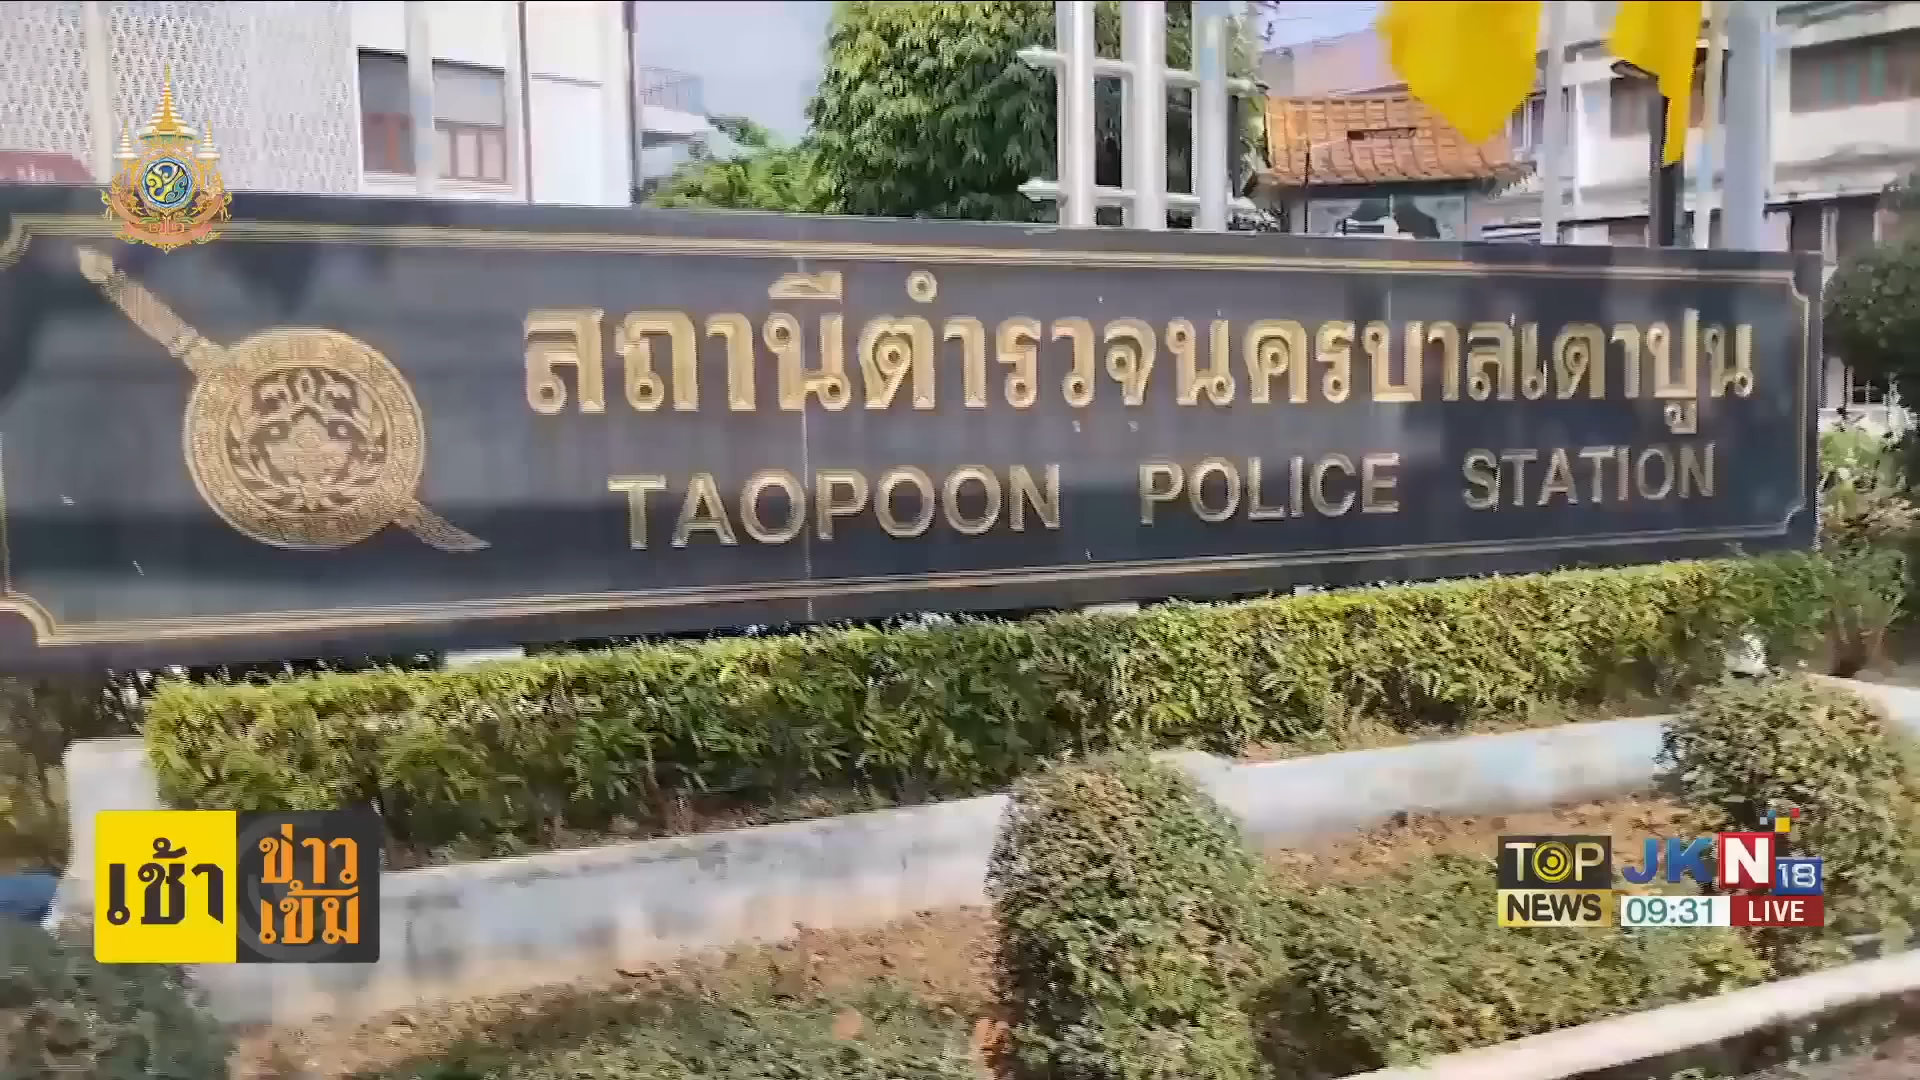 สถานีตำรวจนครบาลเตาปูน
TAOPOON POLICE STATION
เช้า
ข่าว
เข้ม
TOP
NEWS
JKN
18
09:31
LIVE